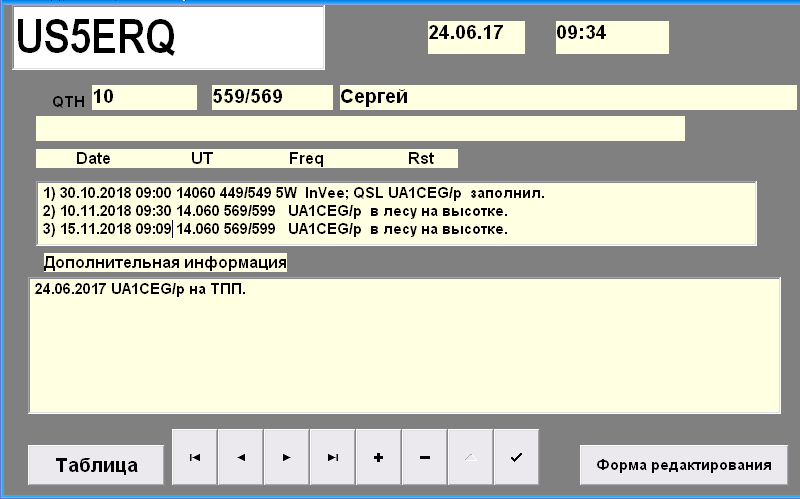 US5ERQ
24.06.17 09:34
QTH 10 559/569 Сергей
Date UT Freq Rst
1) 30.10.2018 09:00 14060 449/549 5W InVee; QSL UA1CEG/p заполнил.
2) 10.11.2018 09:30 14.060 569/599 UA1CEG/p в лесу на высотке.
3) 15.11.2018 09:09 14.060 569/599 UA1CEG/p в лесу на высотке.
Дополнительная информация
24.06.2017 UA1CEG/p на ТПП.
Таблица
Форма редактирования